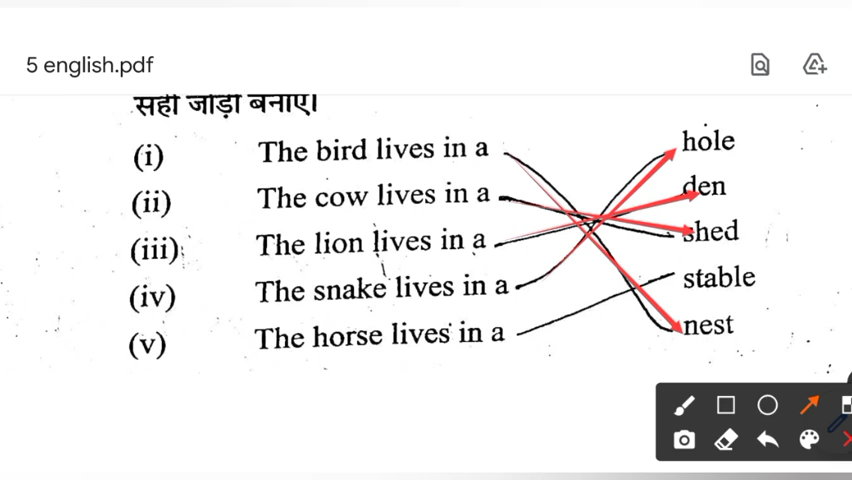 5 english.pdf
सही जोड़ी बनाए।
(i) The bird lives in a hole
(ii) The cow lives in a den
(iii) The lion lives in a shed
(iv) The snake lives in a stable
(v) The horse lives in a nest